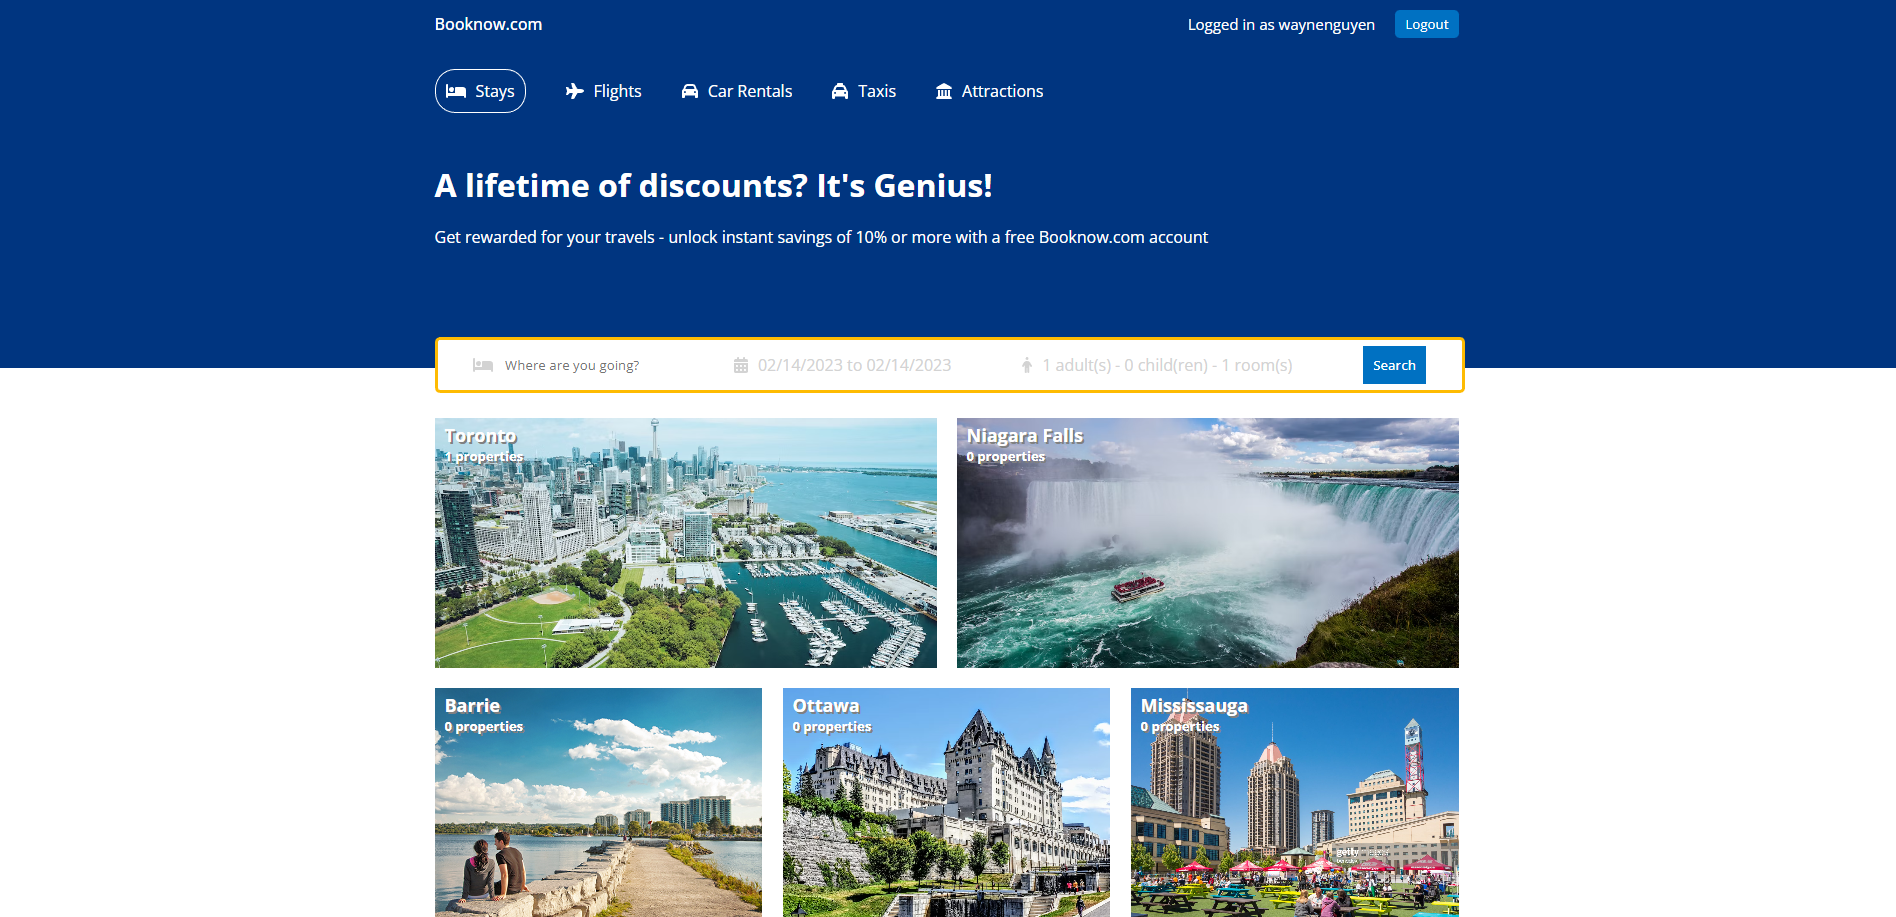 Booknow.com
Logged in as waynenguyen
Logout
Stays
Flights
Car Rentals
Taxis
Attractions
A lifetime of discounts? It's Genius!
Get rewarded for your travels - unlock instant savings of 10% or more with a free Booknow.com account
Where are you going?
02/14/2023 to 02/14/2023
1 adult(s) - 0 child(ren) - 1 room(s)
Search
Toronto
1 properties
Niagara Falls
0 properties
Barrie
0 properties
Ottawa
0 properties
Mississauga
0 properties
getty